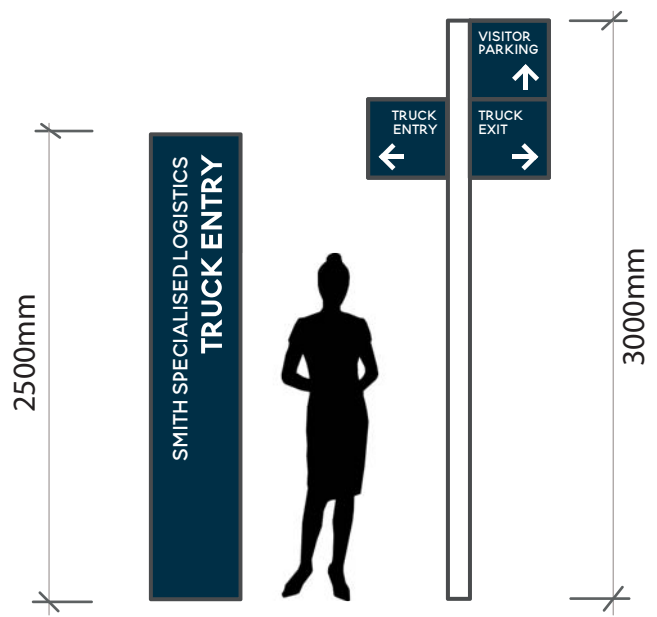 2500mm
SMITH SPECIALISED LOGISTICS
TRUCK ENTRY
VISITOR
PARKING
TRUCK
ENTRY
TRUCK
EXIT
3000mm